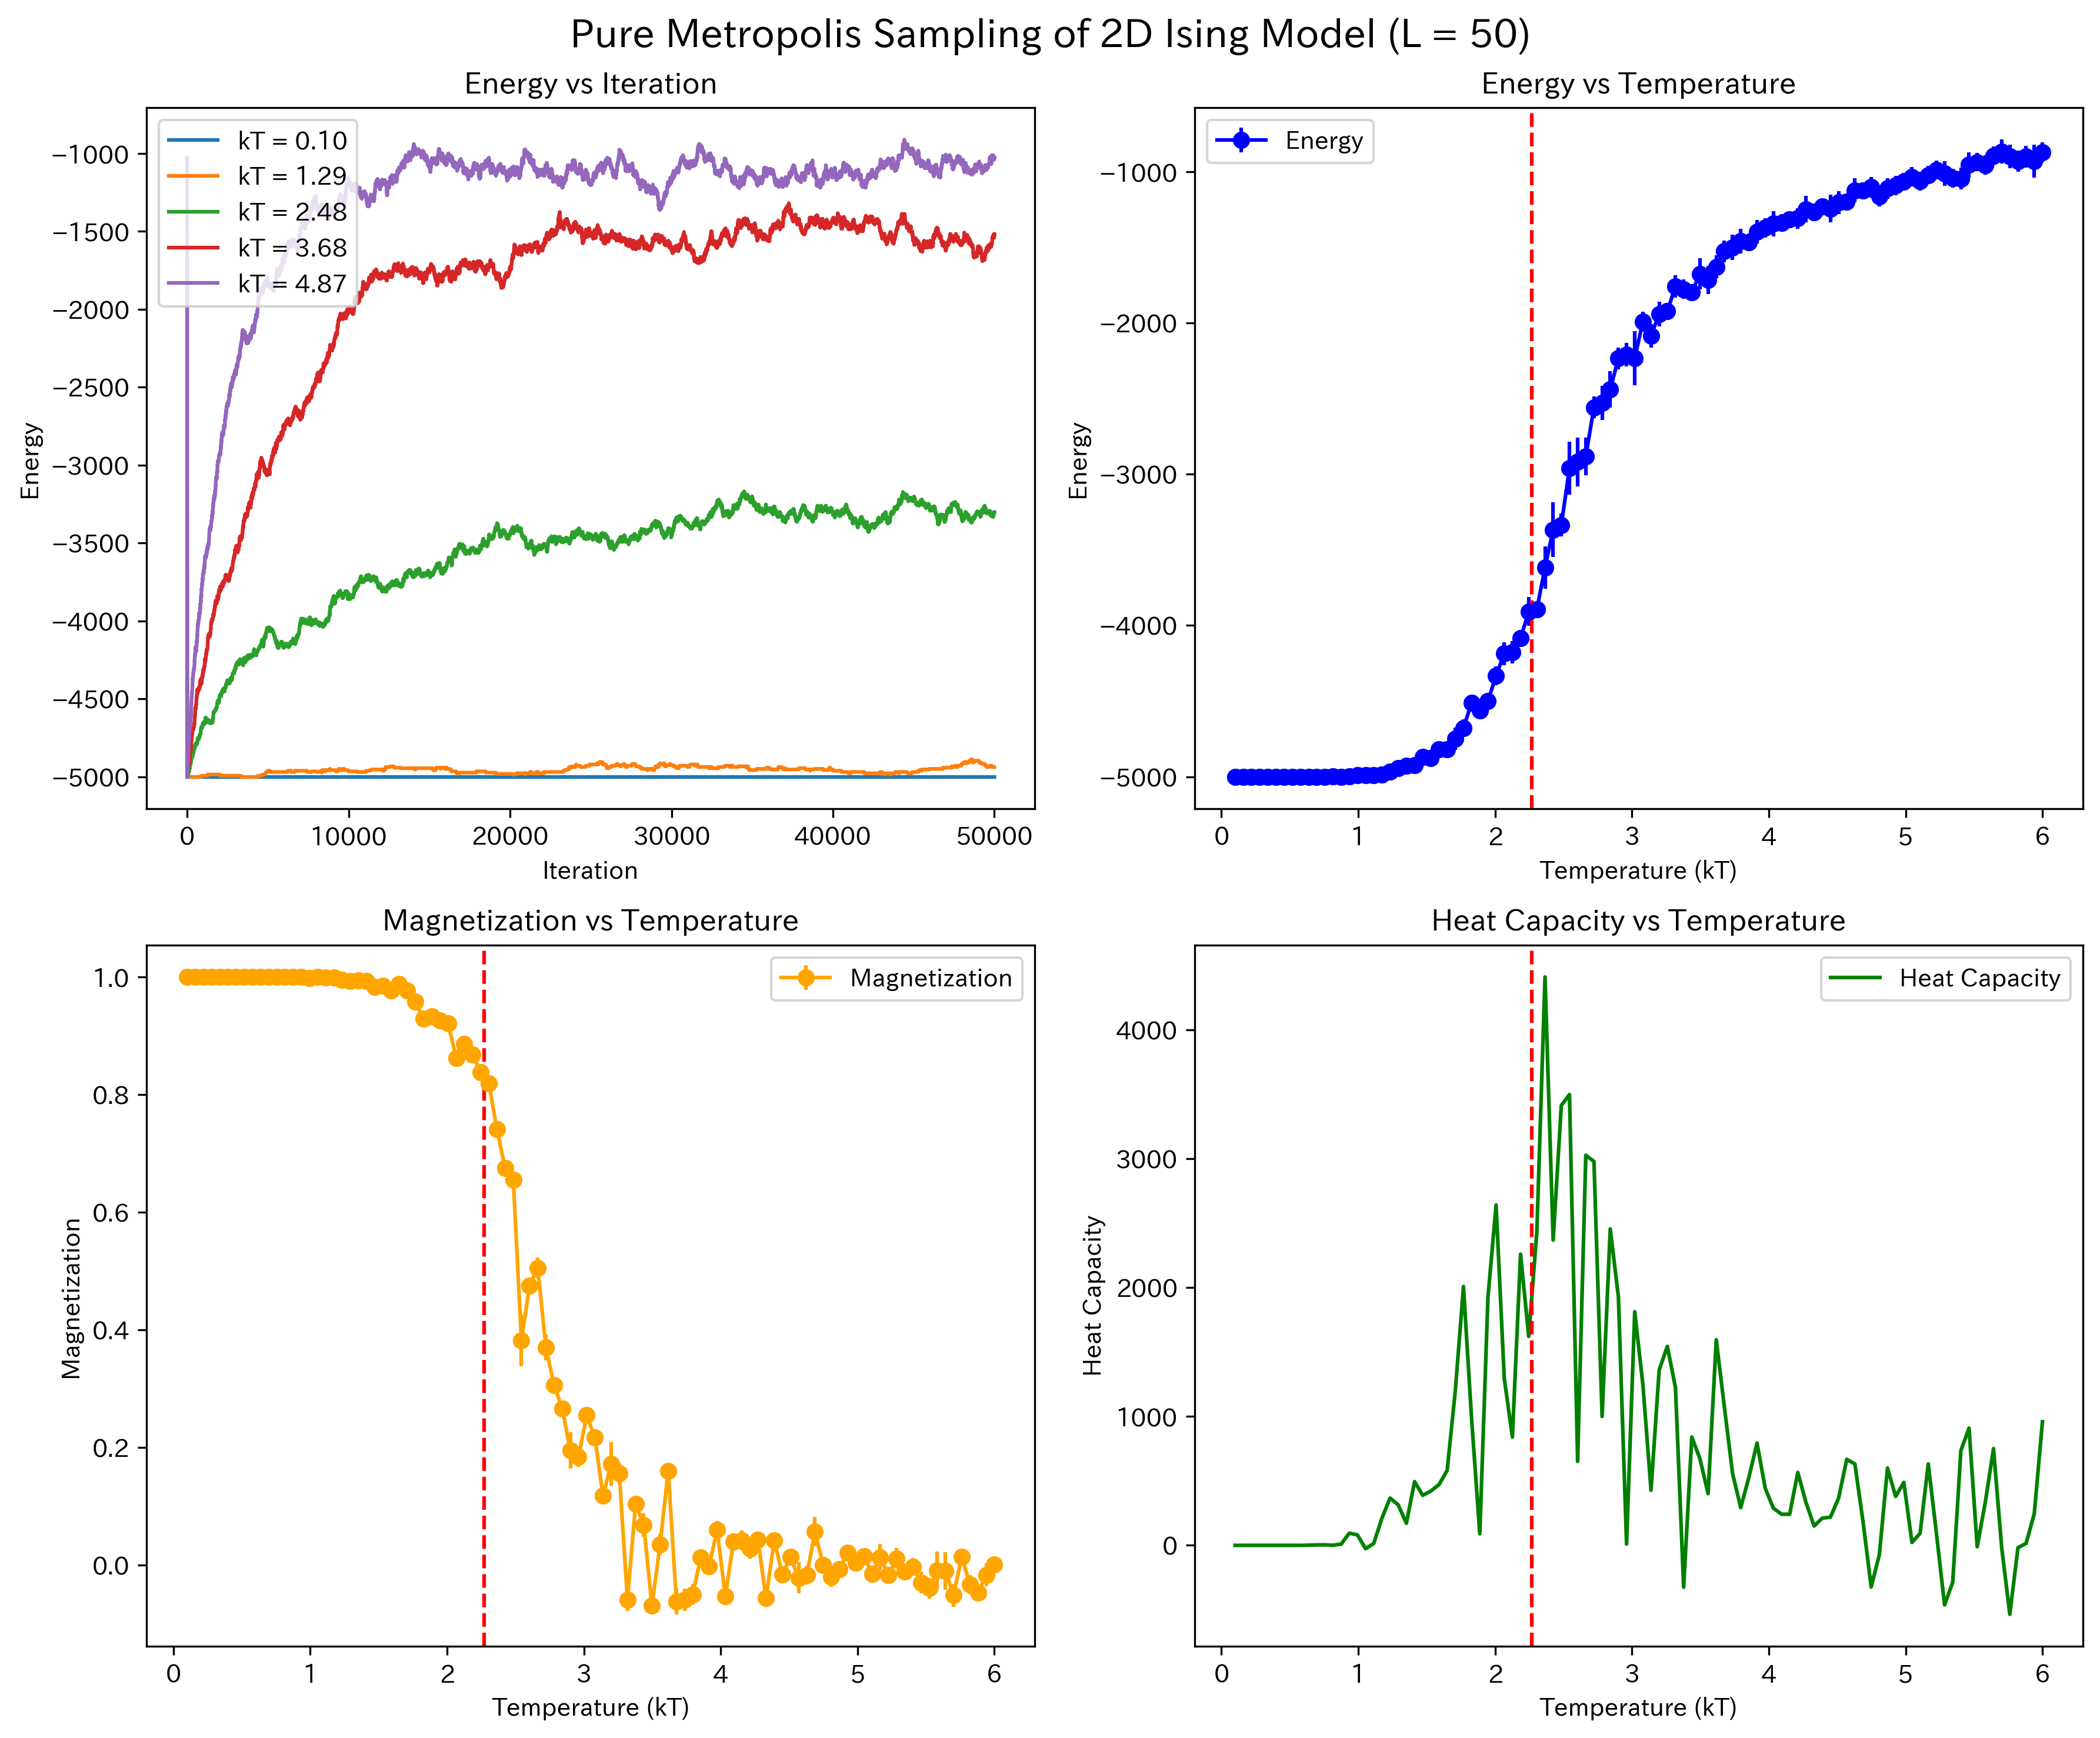 Pure Metropolis Sampling of 2D Ising Model (L = 50)
Energy vs Iteration
kT = 0.10
kT = 1.29
kT = 2.48
kT = 3.68
kT = 4.87
−1000
−1500
−2000
−2500
−3000
−3500
−4000
−4500
−5000
Energy
0 10000 20000 30000 40000 50000
Iteration
Energy vs Temperature
Energy
−1000
−2000
−3000
−4000
−5000
Energy
0 1 2 3 4 5 6
Temperature (kT)
Magnetization vs Temperature
Magnetization
1.0
0.8
0.6
0.4
0.2
0.0
Magnetization
0 1 2 3 4 5 6
Temperature (kT)
Heat Capacity vs Temperature
Heat Capacity
4000
3000
2000
1000
0
Heat Capacity
0 1 2 3 4 5 6
Temperature (kT)